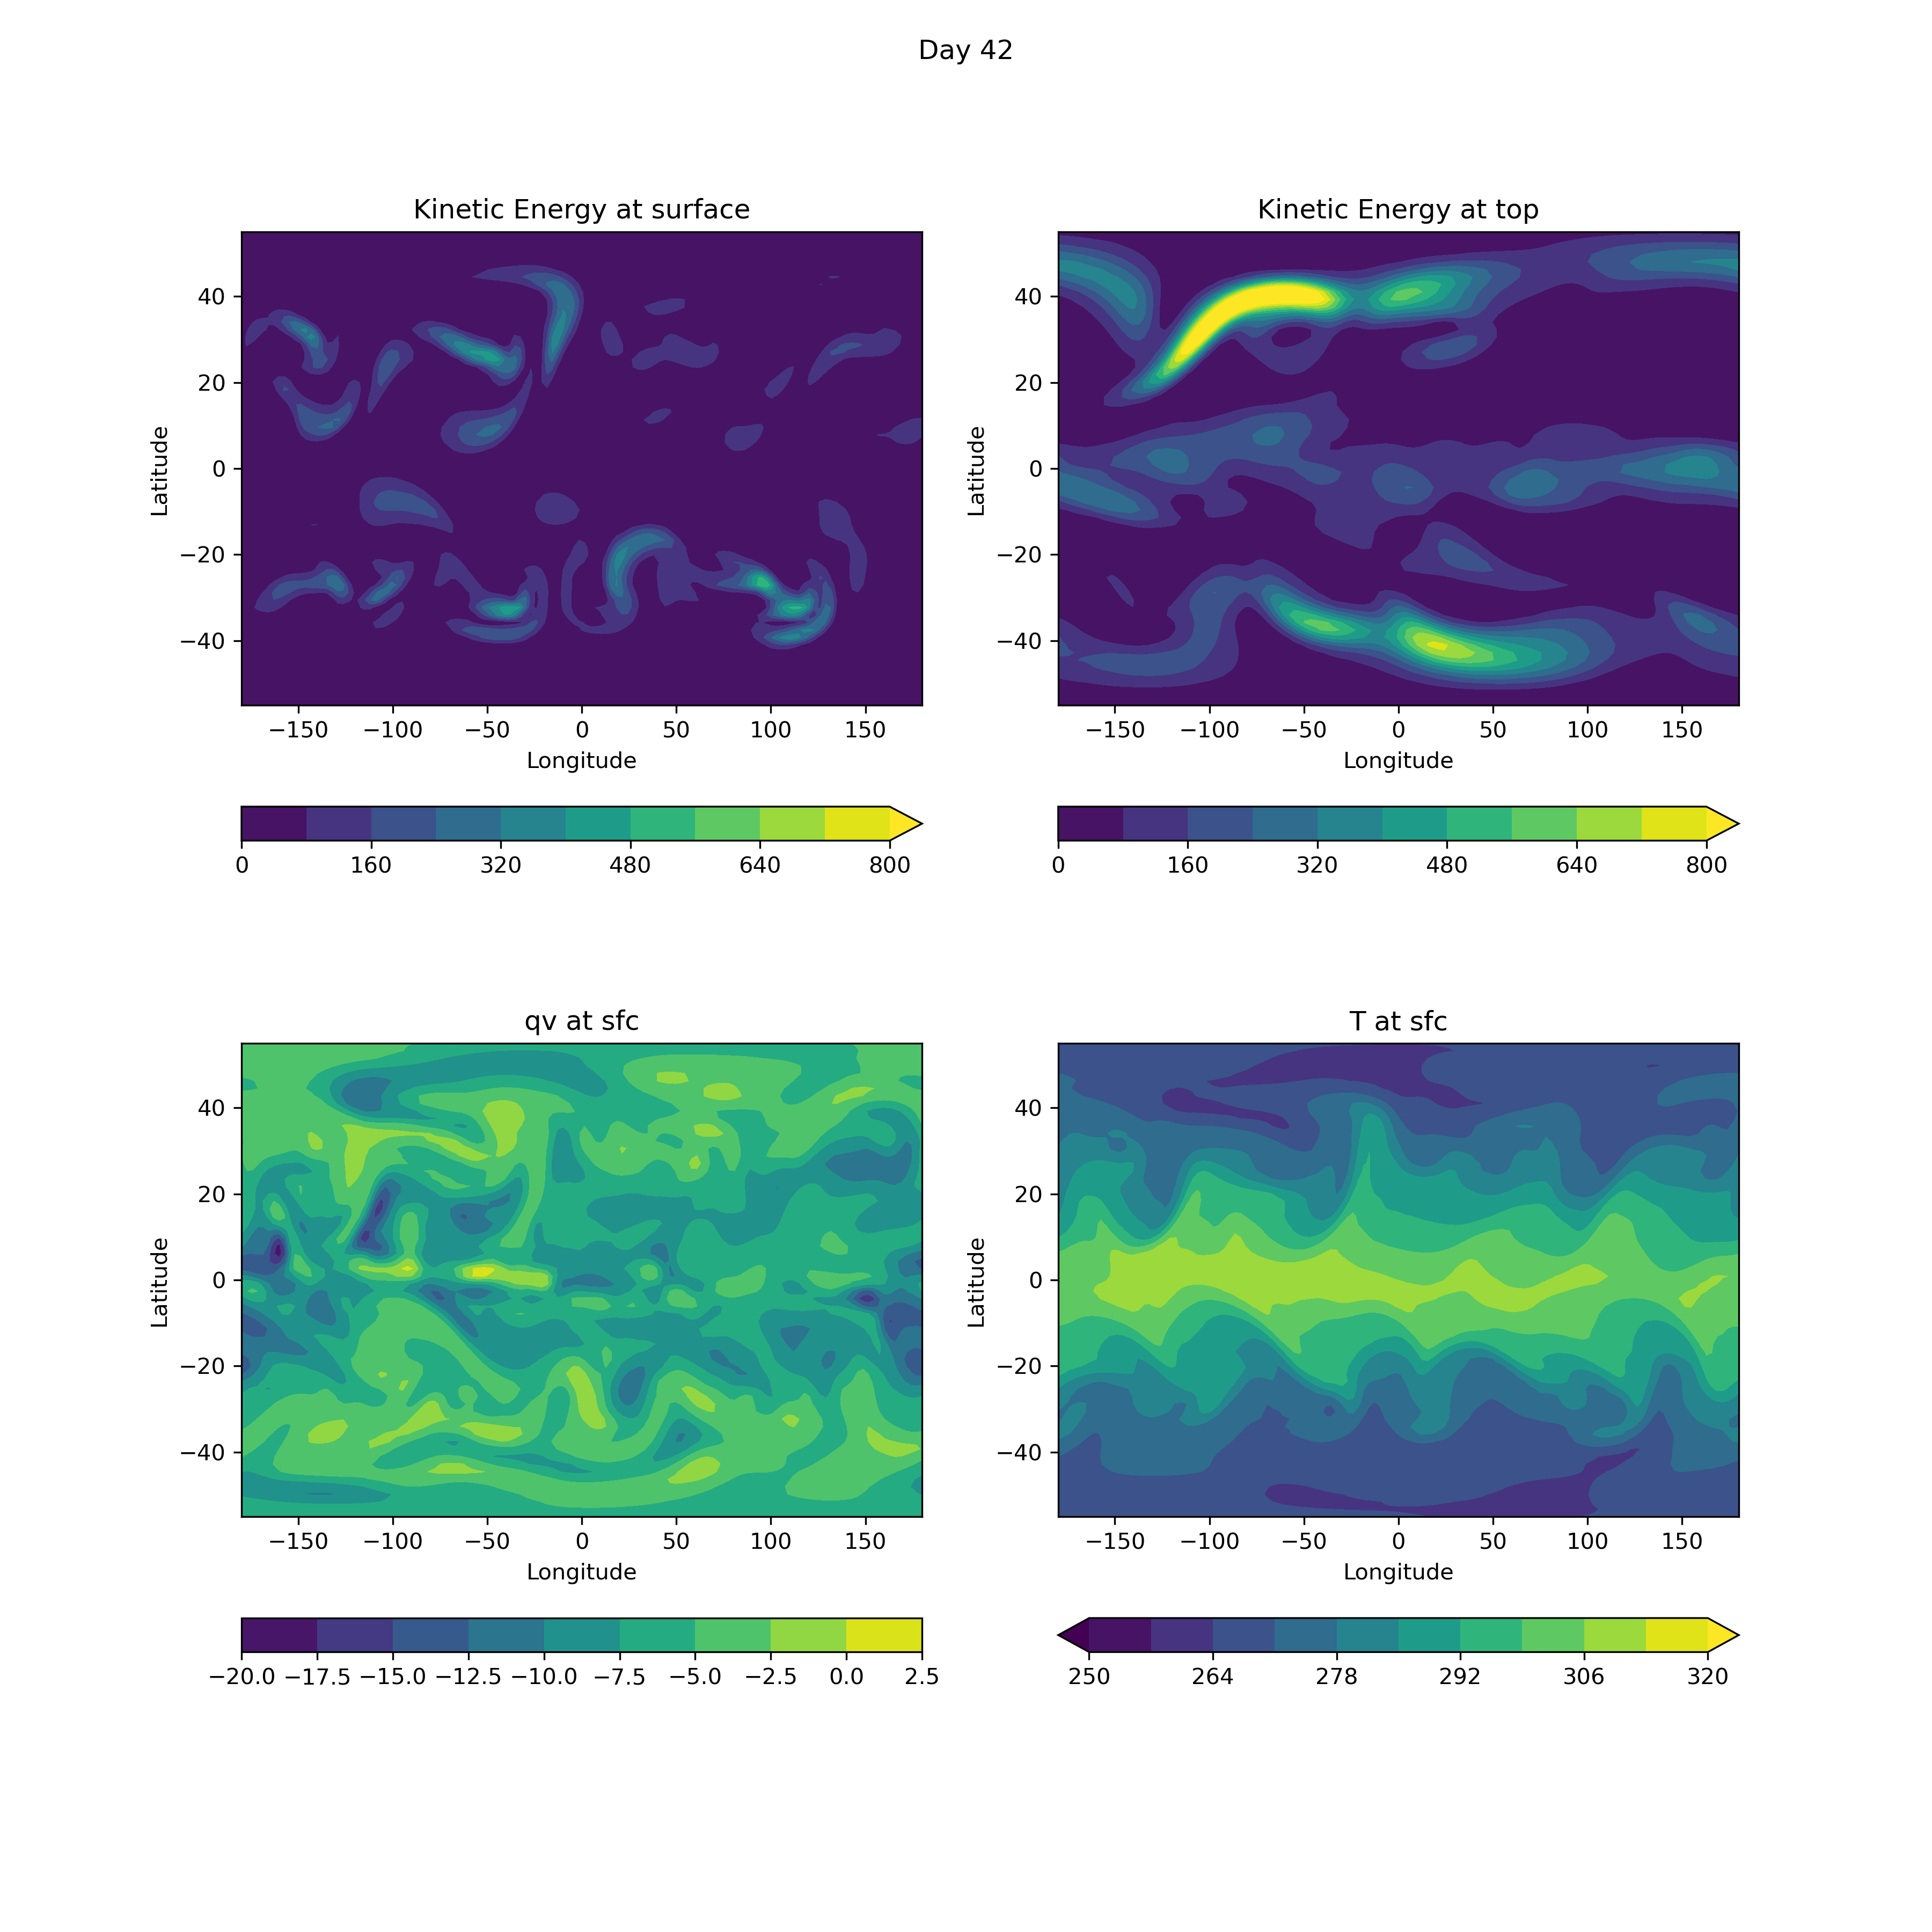 Day 42
Kinetic Energy at surface
Kinetic Energy at top
40
20
0
−20
−40
Latitude
−150 −100 −50 0 50 100 150
Longitude
0 160 320 480 640 800
40
20
0
−20
−40
Latitude
−150 −100 −50 0 50 100 150
Longitude
0 160 320 480 640 800
qv at sfc
T at sfc
40
20
0
−20
−40
Latitude
−150 −100 −50 0 50 100 150
Longitude
−20.0 −17.5 −15.0 −12.5 −10.0 −7.5 −5.0 −2.5 0.0 2.5
40
20
0
−20
−40
Latitude
−150 −100 −50 0 50 100 150
Longitude
250 264 278 292 306 320